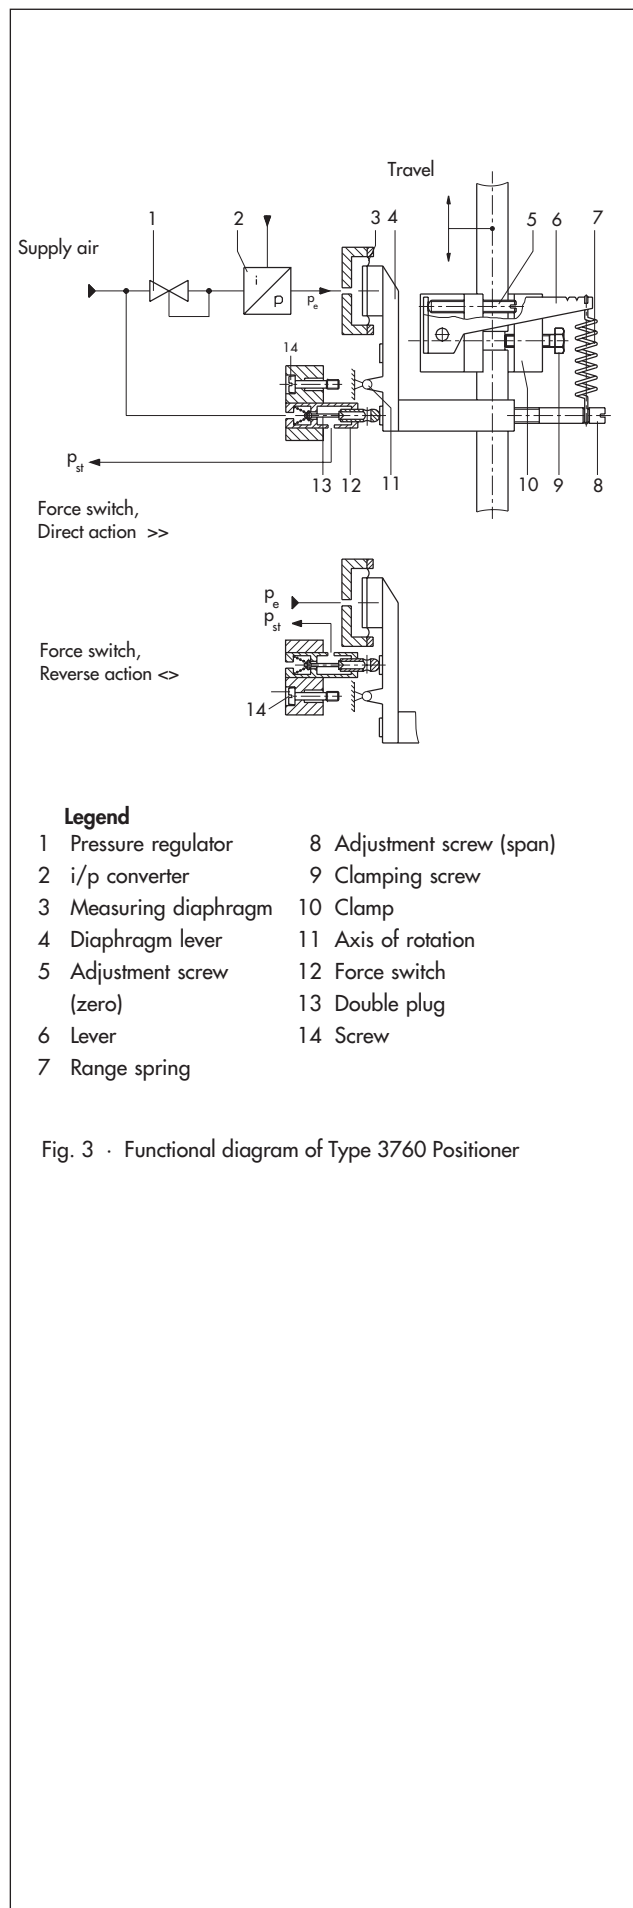 Travel
1 2 3 4 5 6 7
Supply air
i
p
pe
14
pst
13 12 11 10 9 8
Force switch,
Direct action >>
pe
pst
Force switch,
Reverse action <>
14
Legend
1 Pressure regulator
2 i/p converter
3 Measuring diaphragm
4 Diaphragm lever
5 Adjustment screw
(zero)
6 Lever
7 Range spring
8 Adjustment screw (span)
9 Clamping screw
10 Clamp
11 Axis of rotation
12 Force switch
13 Double plug
14 Screw
Fig. 3 · Functional diagram of Type 3760 Positioner